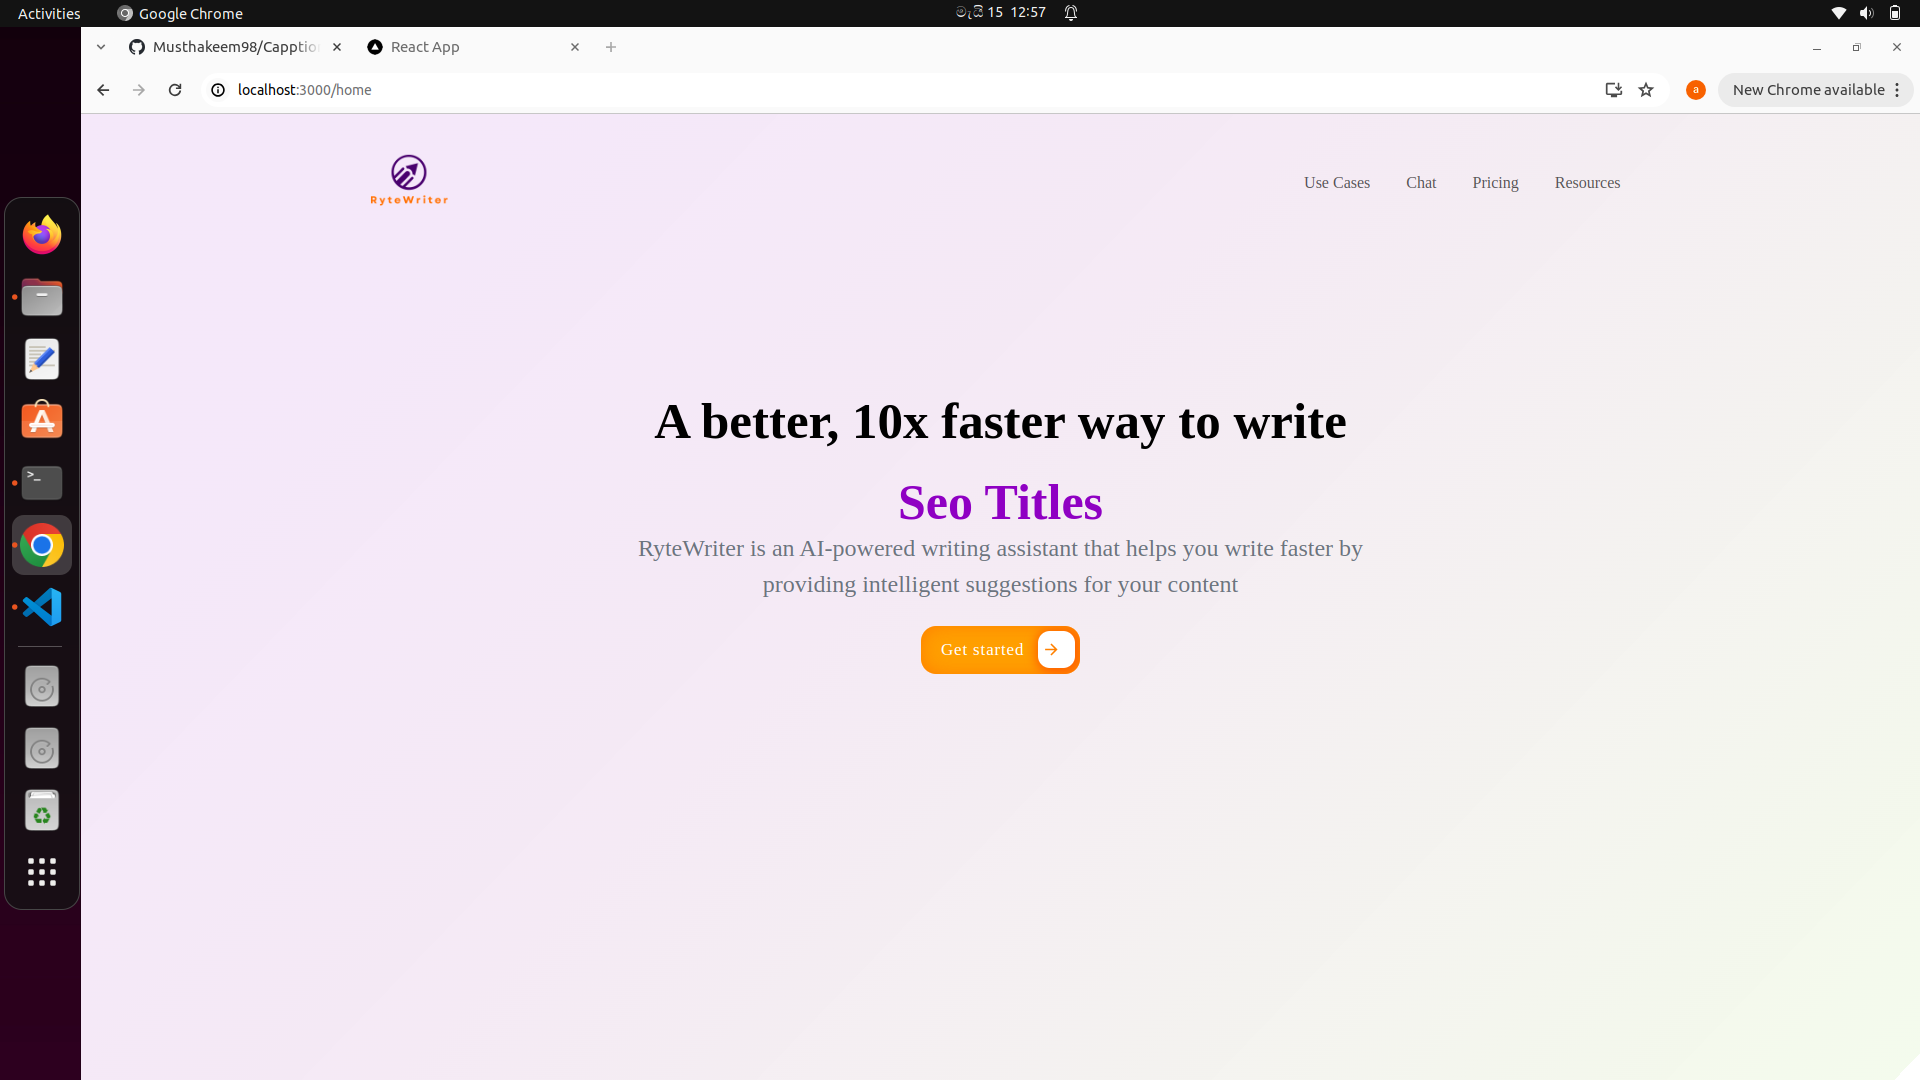 Activities
Google Chrome
මැයි 15 12:57
Musthakeem98/Capptio
React App
localhost:3000/home
a
New Chrome available
RyteWriter
Use Cases
Chat
Pricing
Resources
A better, 10x faster way to write
Seo Titles
RyteWriter is an AI-powered writing assistant that helps you write faster by
providing intelligent suggestions for your content
Get started